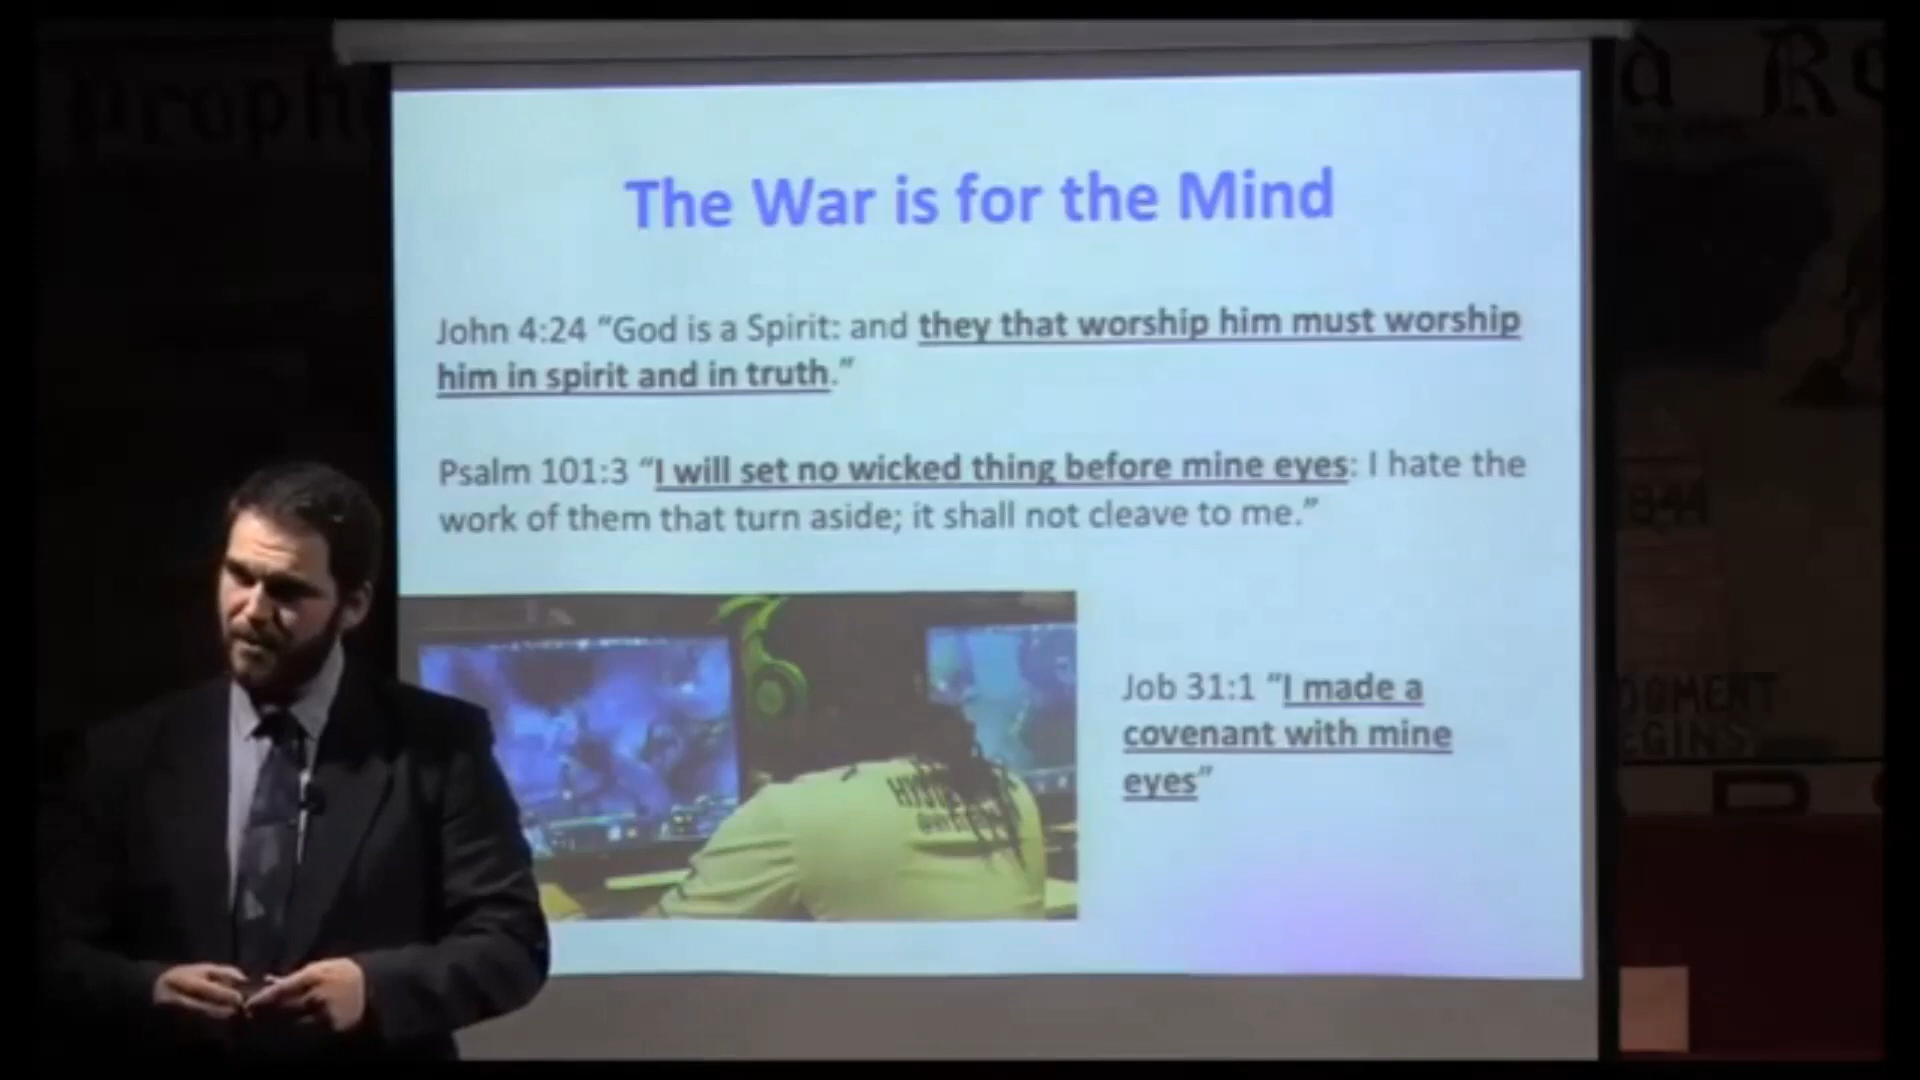 The War is for the Mind
John 4:24 “God is a Spirit: and they that worship him must worship
him in spirit and in truth.”
Psalm 101:3 “I will set no wicked thing before mine eyes: I hate the
work of them that turn aside; it shall not cleave to me.”
Job 31:1 “I made a
covenant with mine
eyes”
1844